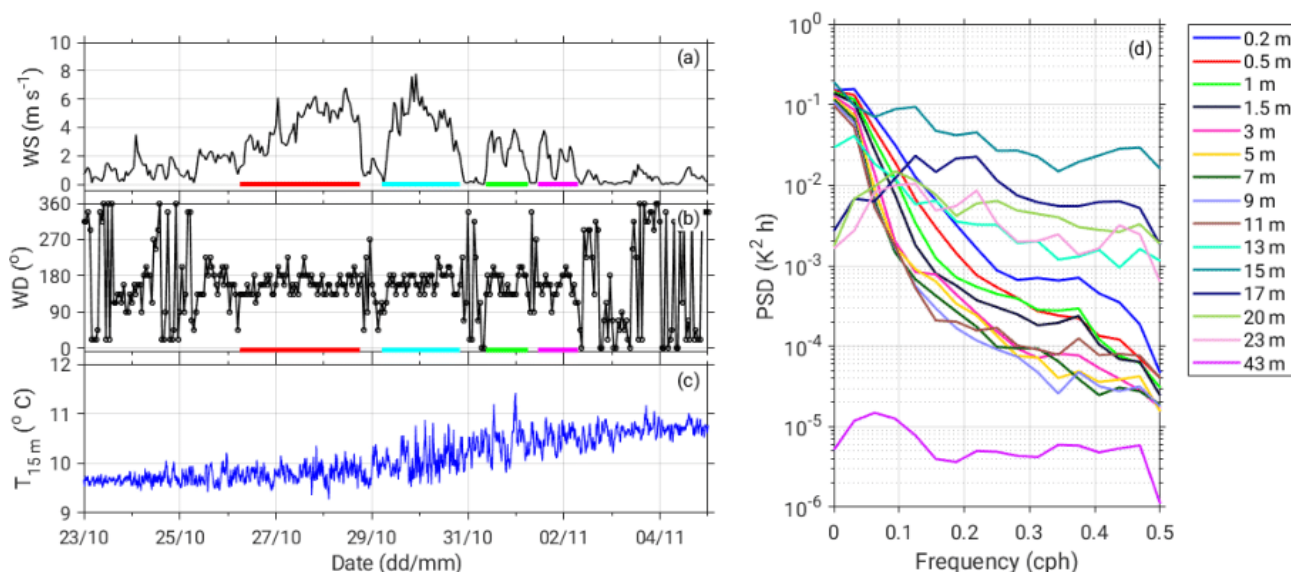 (a)
WS (m s⁻¹)
10
8
6
4
2
0
(b)
WD (°)
360
270
180
90
0
(c)
T₁₅ ₘ (° C)
12
11
10
9
23/10 25/10 27/10 29/10 31/10 02/11 04/11
Date (dd/mm)
(d)
PSD (K² h)
10⁰
10⁻¹
10⁻²
10⁻³
10⁻⁴
10⁻⁵
10⁻⁶
0 0.1 0.2 0.3 0.4 0.5
Frequency (cph)
0.2 m
0.5 m
1 m
1.5 m
3 m
5 m
7 m
9 m
11 m
13 m
15 m
17 m
20 m
23 m
43 m